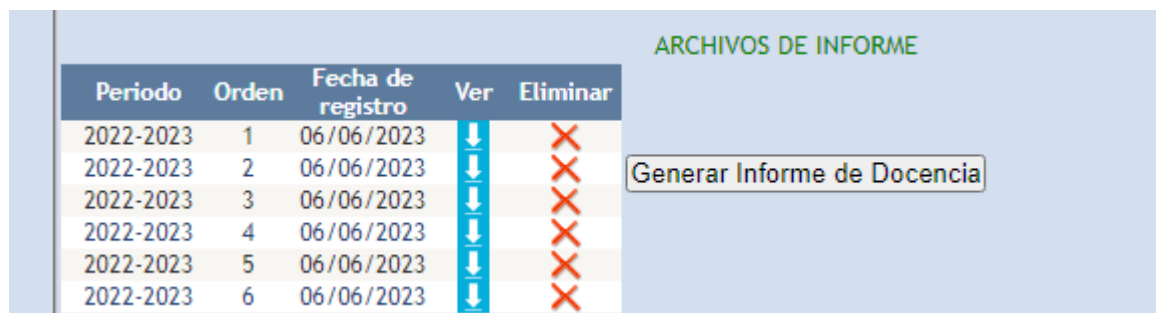 ARCHIVOS DE INFORME
Periodo Orden Fecha de registro Ver Eliminar
2022-2023 1 06/06/2023
2022-2023 2 06/06/2023
Generar Informe de Docencia
2022-2023 3 06/06/2023
2022-2023 4 06/06/2023
2022-2023 5 06/06/2023
2022-2023 6 06/06/2023